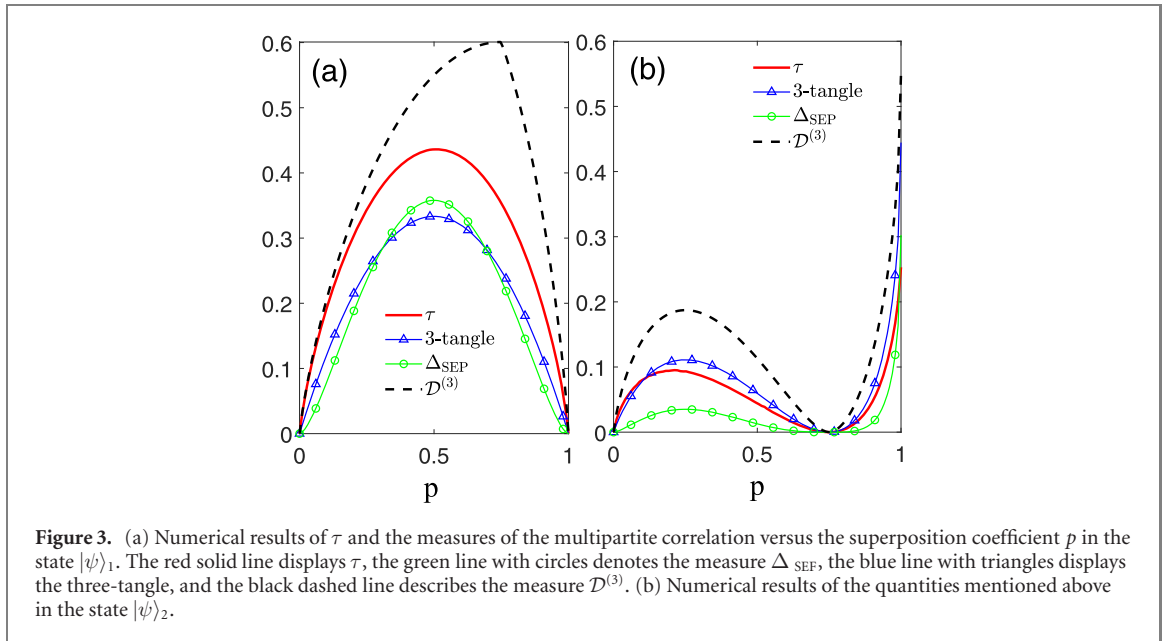 (a)
0.6
0.5
0.4
0.3
0.2
0.1
0
τ
3-tangle
Δ_SEP
𝒟^(3)
0 0.5 1
p
(b)
0.6
0.5
0.4
0.3
0.2
0.1
0
τ
3-tangle
Δ_SEP
𝒟^(3)
0 0.5 1
p
Figure 3. (a) Numerical results of τ and the measures of the multipartite correlation versus the superposition coefficient p in the
state |ψ⟩₁. The red solid line displays τ, the green line with circles denotes the measure Δ SEF, the blue line with triangles displays
the three-tangle, and the black dashed line describes the measure 𝒟^(3). (b) Numerical results of the quantities mentioned above
in the state |ψ⟩₂.